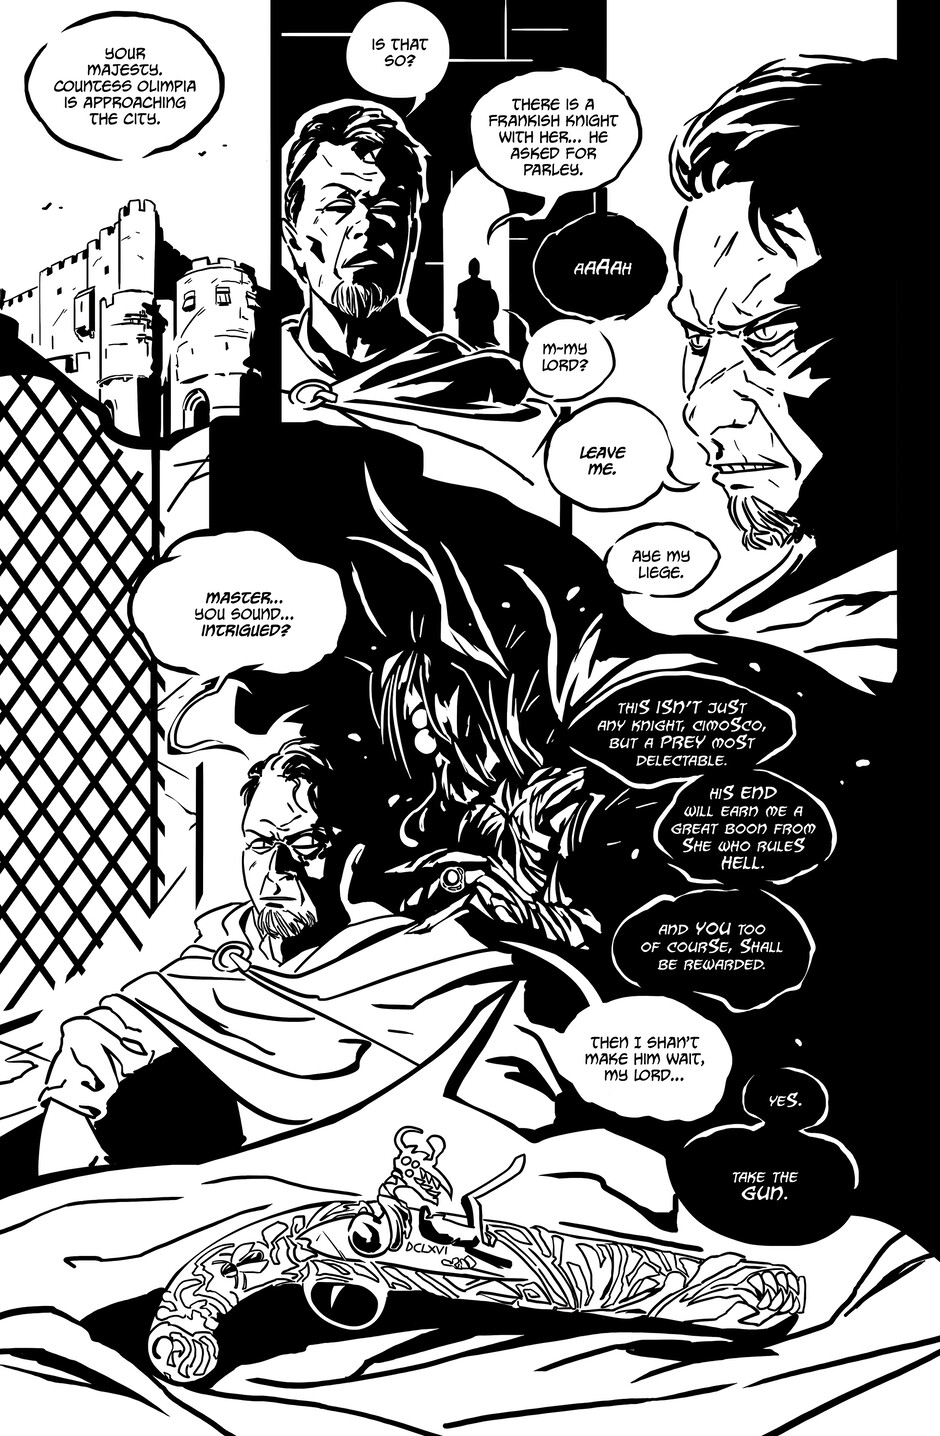 YOUR
MAJESTY.
COUNTESS OLIMPIA
IS APPROACHING
THE CITY.
IS THAT
SO?
THERE IS A
FRANKISH KNIGHT
WITH HER... HE
ASKED FOR
PARLEY.
AAAAH
M-MY
LORD?
LEAVE
ME.
AYE MY
LIEGE.
MASTER...
YOU SOUND...
INTRIGUED?
THIS ISN'T JUST
ANY KNIGHT, CIMOSCO,
BUT A PREY MOST
DELECTABLE.
HIS END
WILL EARN ME A
GREAT BOON FROM
SHE WHO RULES
HELL.
AND YOU TOO
OF COURSE, SHALL
BE REWARDED.
THEN I SHAN'T
MAKE HIM WAIT,
MY LORD...
YES.
TAKE THE
GUN.
DCLXVI